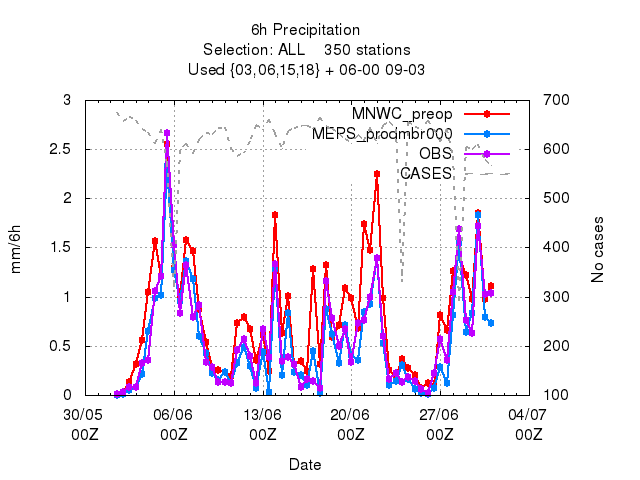 6h Precipitation
Selection: ALL    350 stations
Used {03,06,15,18} + 06-00 09-03
MNWC_preop
MEPS_prodmbr000
OBS
CASES
3
2.5
2
1.5
1
0.5
0
mm/6h
700
600
500
400
300
200
100
No cases
30/05 06/06 13/06 20/06 27/06 04/07
00Z 00Z 00Z 00Z 00Z 00Z
Date